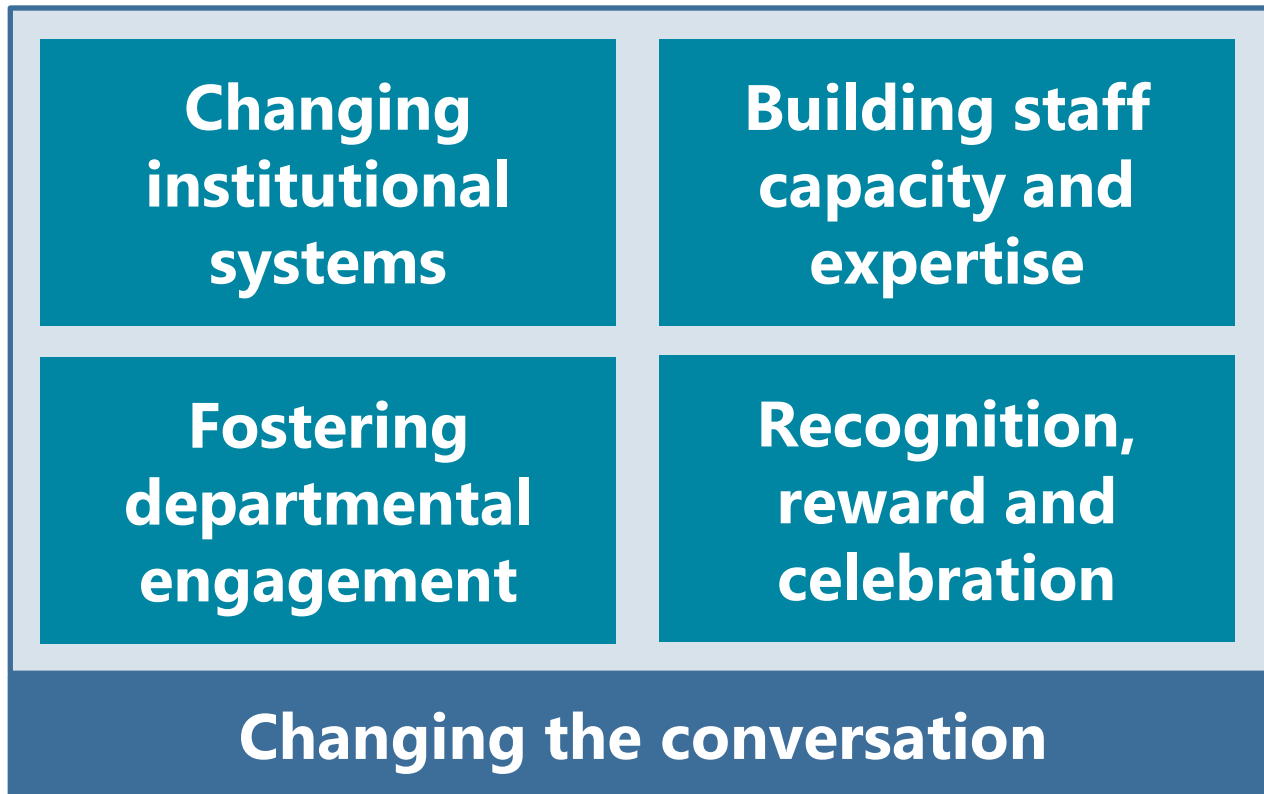 Changing
institutional
systems
Building staff
capacity and
expertise
Fostering
departmental
engagement
Recognition,
reward and
celebration
Changing the conversation